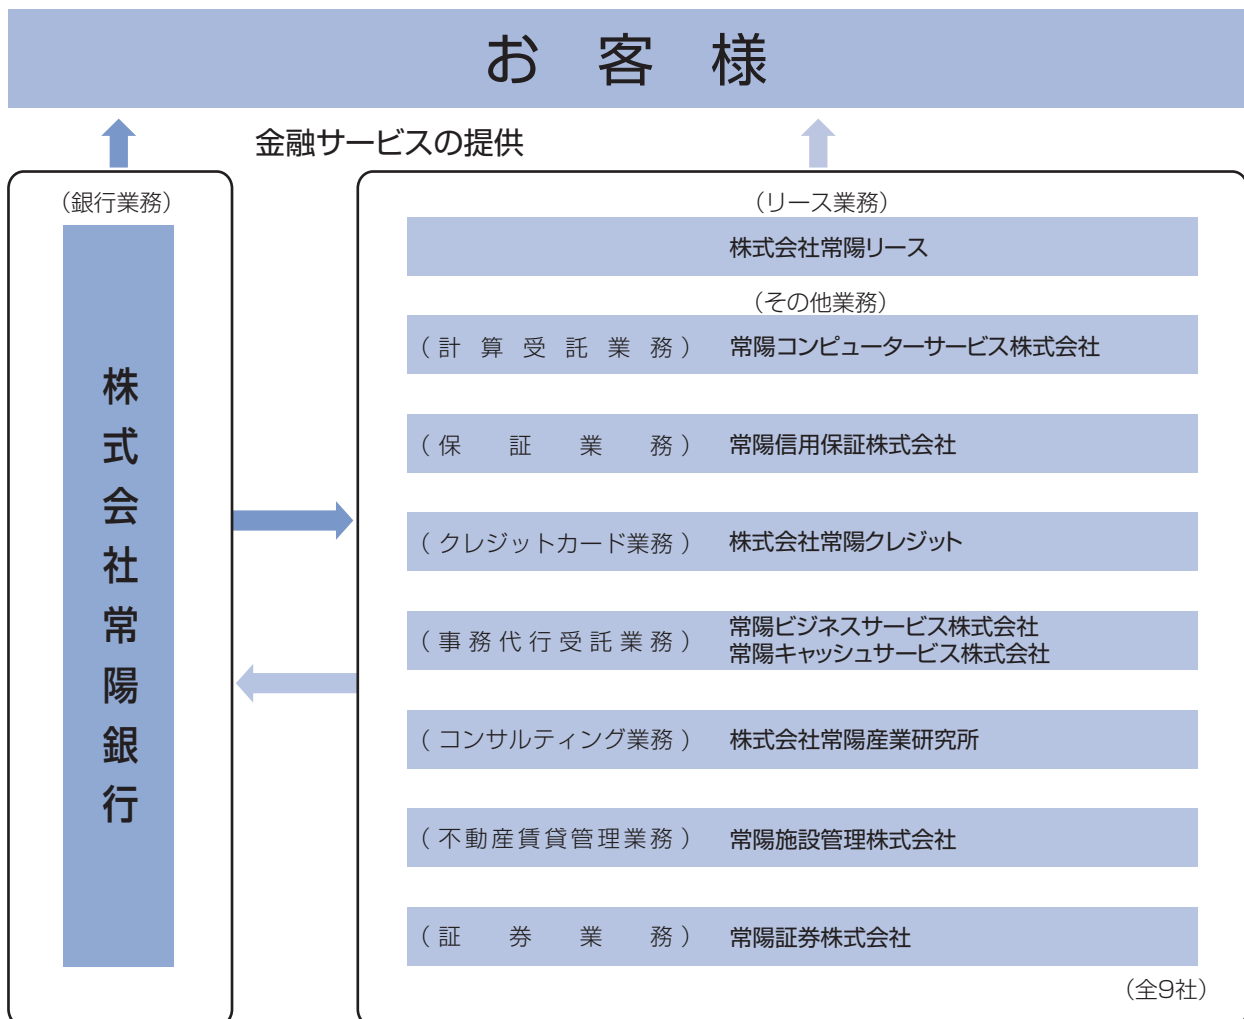 お 客 様
金融サービスの提供
(銀行業務)
株式会社常陽銀行
(リース業務)
株式会社常陽リース
(その他業務)
(計算受託業務) 常陽コンピューターサービス株式会社
(保証業務) 常陽信用保証株式会社
(クレジットカード業務) 株式会社常陽クレジット
(事務代行受託業務) 常陽ビジネスサービス株式会社
常陽キャッシュサービス株式会社
(コンサルティング業務) 株式会社常陽産業研究所
(不動産賃貸管理業務) 常陽施設管理株式会社
(証券業務) 常陽証券株式会社
(全9社)